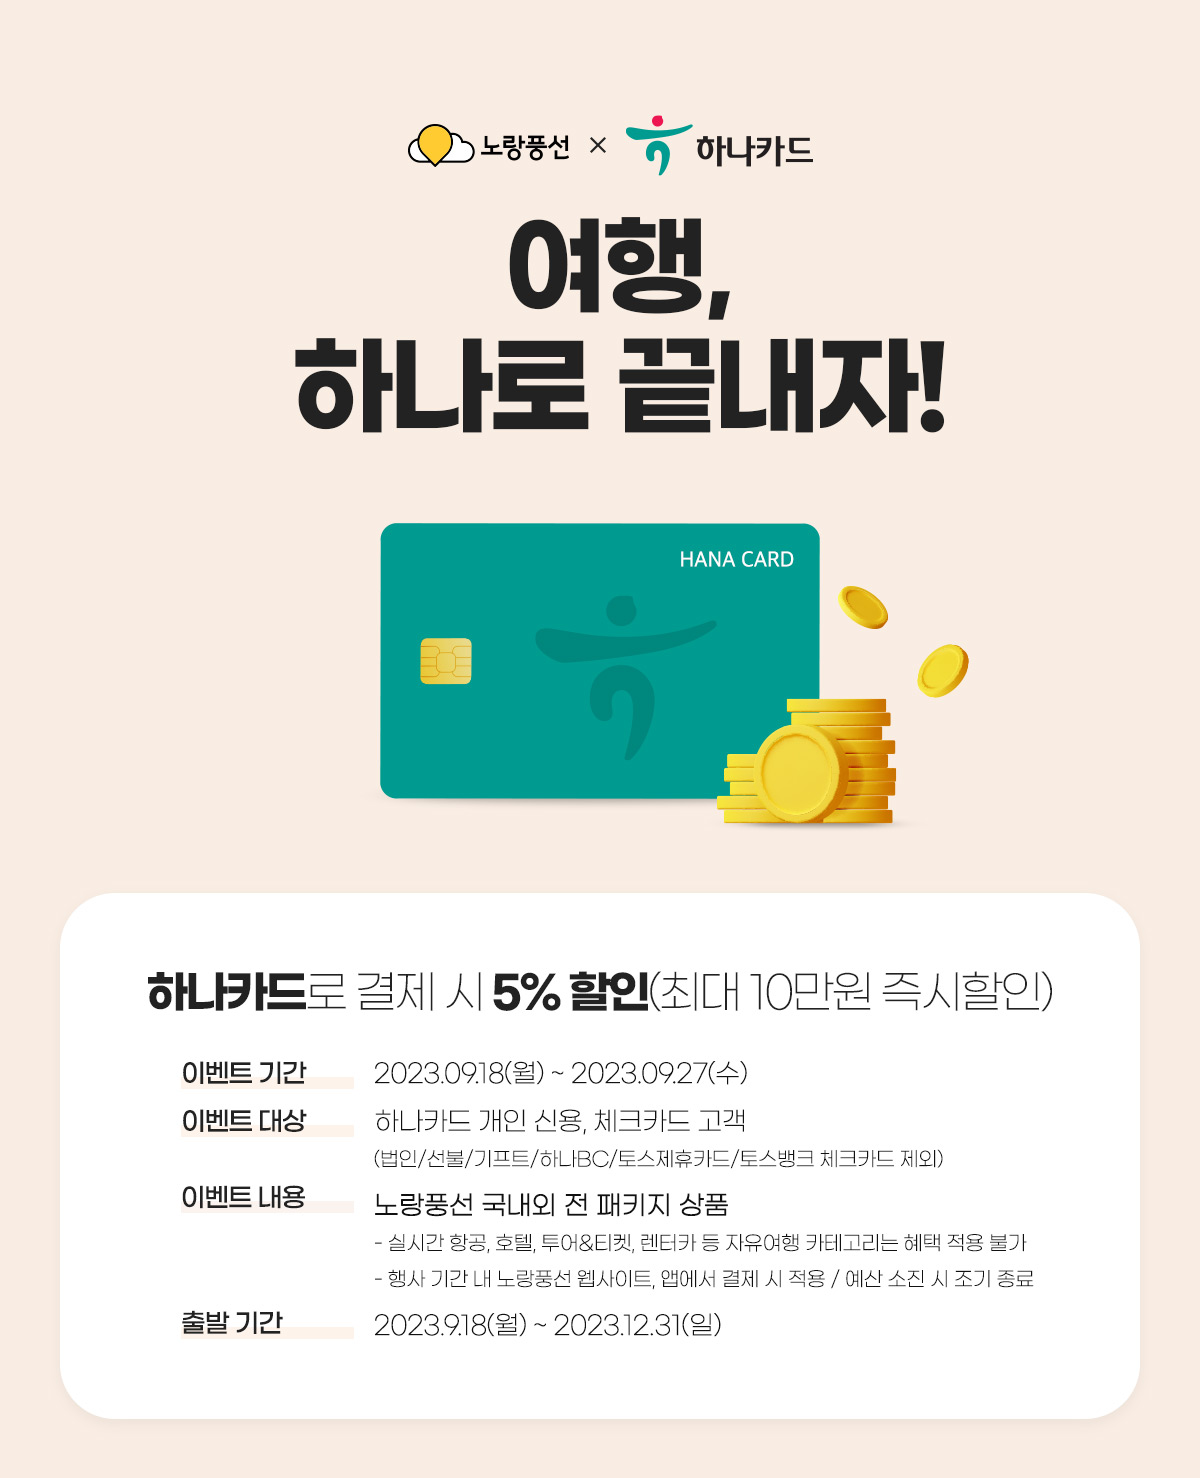 노랑풍선 × 하나카드
여행,
하나로 끝내자!
HANA CARD
하나카드로 결제 시 5% 할인(최대 10만원 즉시할인)
이벤트 기간 2023.09.18(월) ~ 2023.09.27(수)
이벤트 대상 하나카드 개인 신용, 체크카드 고객
(법인/선불/기프트/하나BC/토스제휴카드/토스뱅크 체크카드 제외)
이벤트 내용 노랑풍선 국내외 전 패키지 상품
- 실시간 항공, 호텔, 투어&티켓, 렌터카 등 자유여행 카테고리는 혜택 적용 불가
- 행사 기간 내 노랑풍선 웹사이트, 앱에서 결제 시 적용 / 예산 소진 시 조기 종료
출발 기간 2023.9.18(월) ~ 2023.12.31(일)